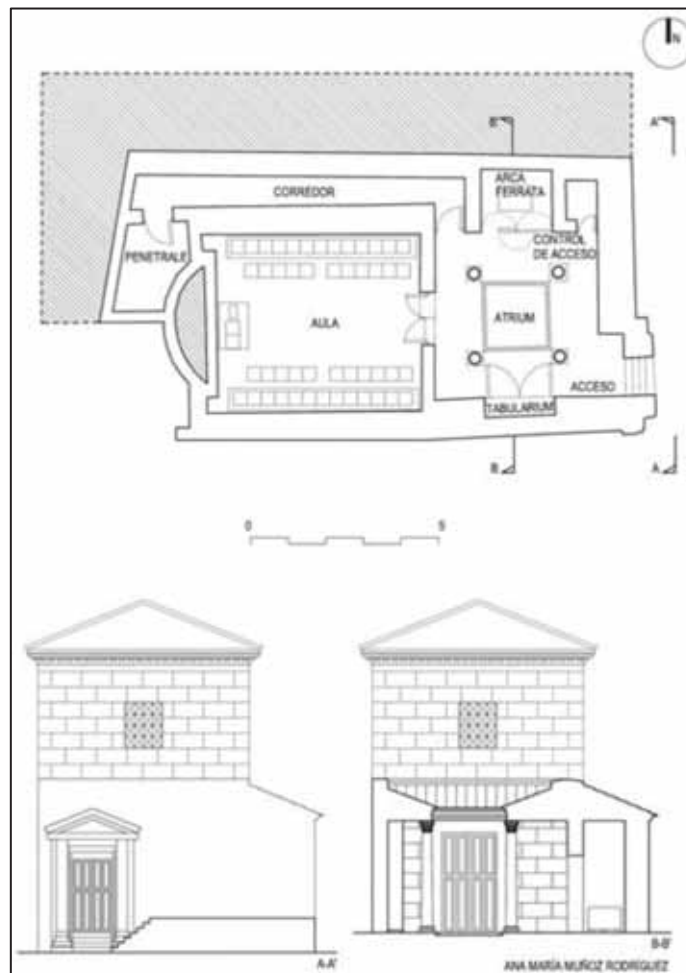 N
B'
A'
ARCA
FERRATA
CORREDOR
CONTROL
DE ACCESO
PENETRALE
AULA
ATRIUM
ACCESO
TABULARIUM
B
A
0
5
A-A'
B-B'
ANA MARÍA MUÑOZ RODRÍGUEZ